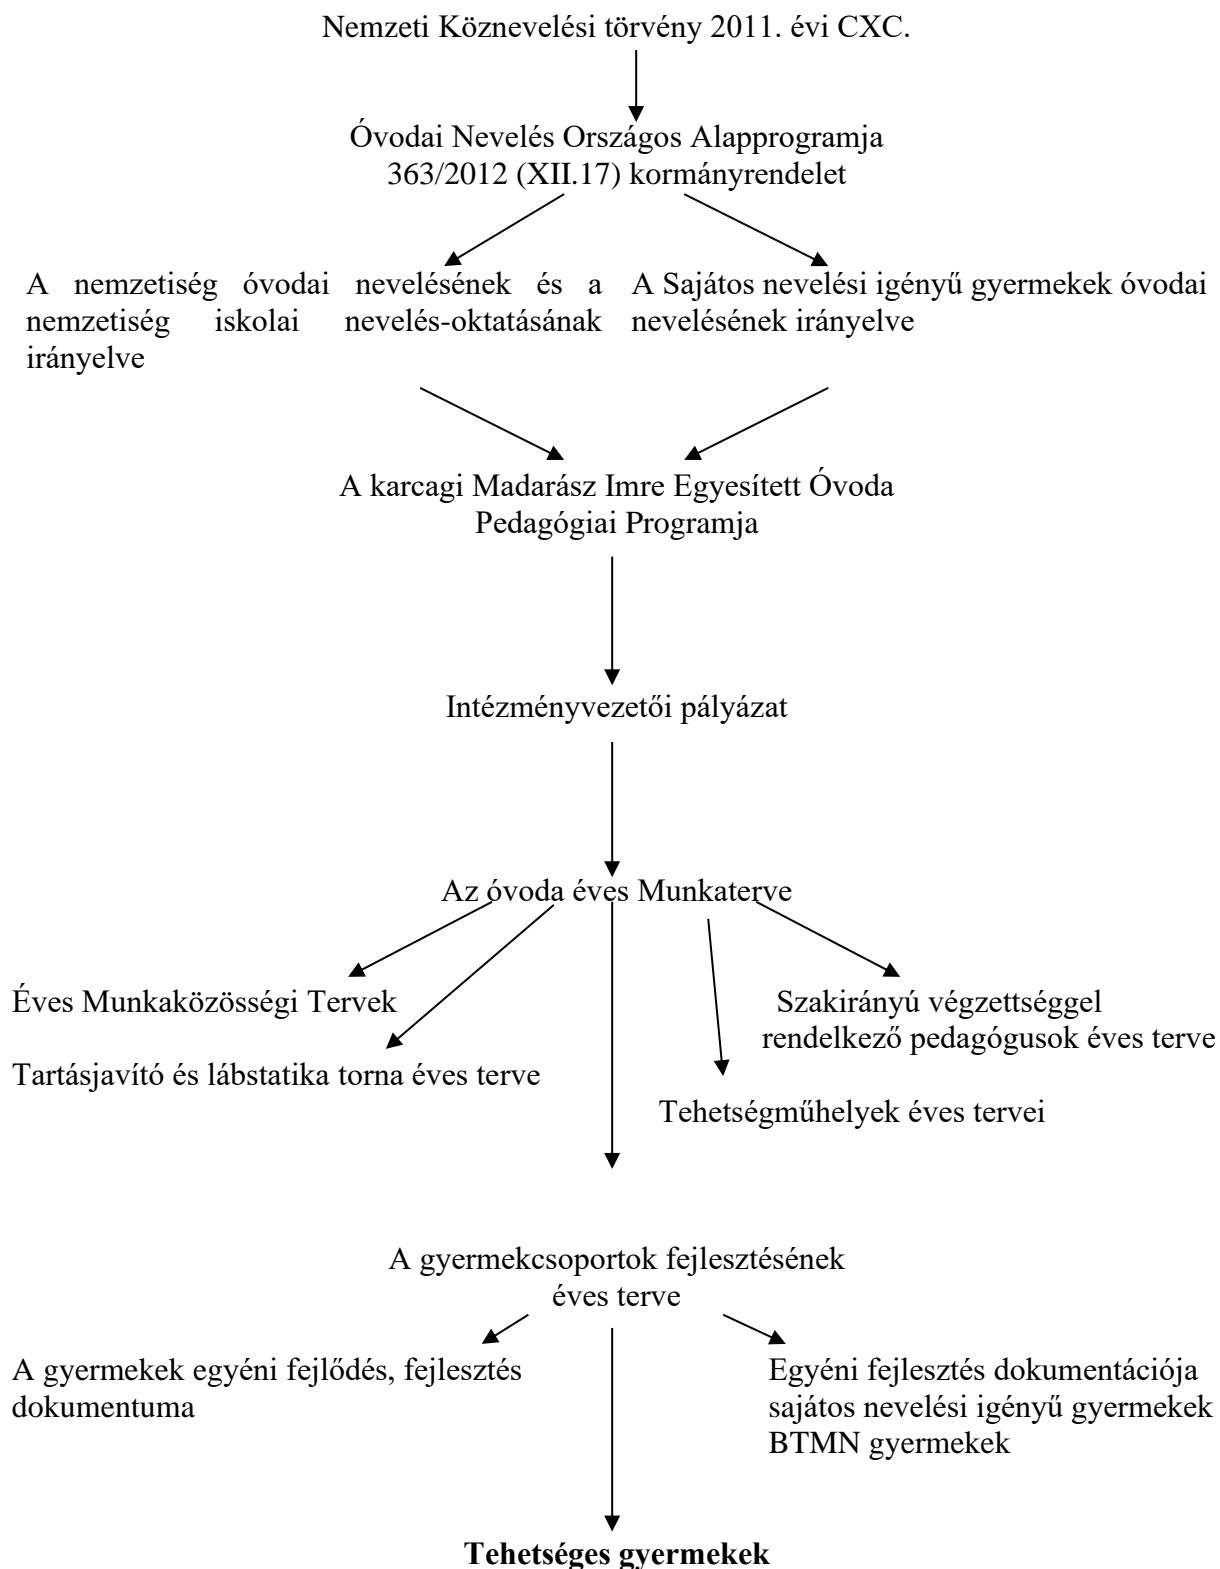 Nemzeti Köznevelési törvény 2011. évi CXC.
Óvodai Nevelés Országos Alapprogramja
363/2012 (XII.17) kormányrendelet
A nemzetiség óvodai nevelésének és a
nemzetiség iskolai nevelés-oktatásának
irányelve
A Sajátos nevelési igényű gyermekek óvodai
nevelésének irányelve
A karcagi Madarász Imre Egyesített Óvoda
Pedagógiai Programja
Intézményvezetői pályázat
Az óvoda éves Munkaterve
Éves Munkaközösségi Tervek
Szakirányú végzettséggel
rendelkező pedagógusok éves terve
Tartásjavító és lábstatika torna éves terve
Tehetségműhelyek éves tervei
A gyermekcsoportok fejlesztésének
éves terve
A gyermekek egyéni fejlődés, fejlesztés
dokumentuma
Egyéni fejlesztés dokumentációja
sajátos nevelési igényű gyermekek
BTMN gyermekek
Tehetséges gyermekek